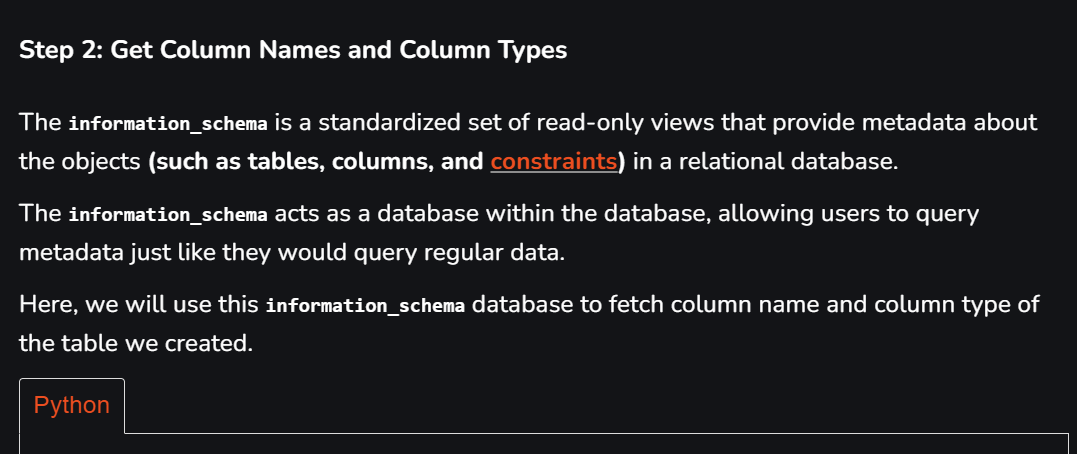 Step 2: Get Column Names and Column Types
The information_schema is a standardized set of read-only views that provide metadata about
the objects (such as tables, columns, and constraints) in a relational database.
The information_schema acts as a database within the database, allowing users to query
metadata just like they would query regular data.
Here, we will use this information_schema database to fetch column name and column type of
the table we created.
Python